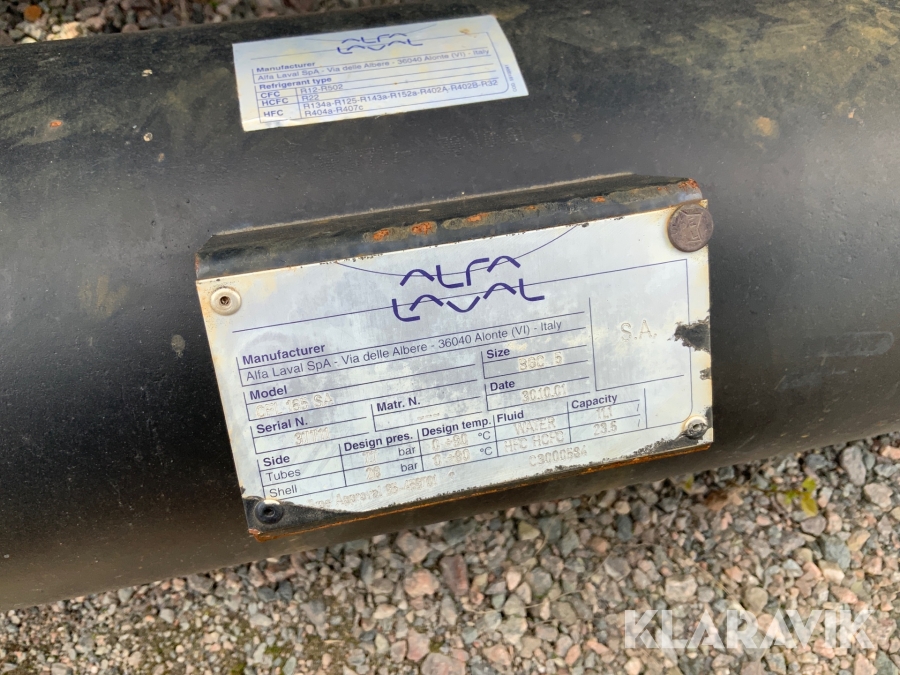 ALFA
LAVAL
Manufacturer
Alfa Laval SpA - Via delle Albere - 36040 Alonte (VI) - Italy
Refrigerant type
CFC R12-R502
HCFC R22
HFC R134a-R125-R143a-R152a-R402A-R402B-R32
R404a-R407c
ALFA
LAVAL
S.A.
Manufacturer
Alfa Laval SpA - Via delle Albere - 36040 Alonte (VI) - Italy
Model Size
Serial N. Matr. N. Date
30.10.01
Side Design pres. Design temp. Fluid Capacity
Tubes bar °C WATER
Shell bar °C HFC HCFC 23.5
KLARAVIK